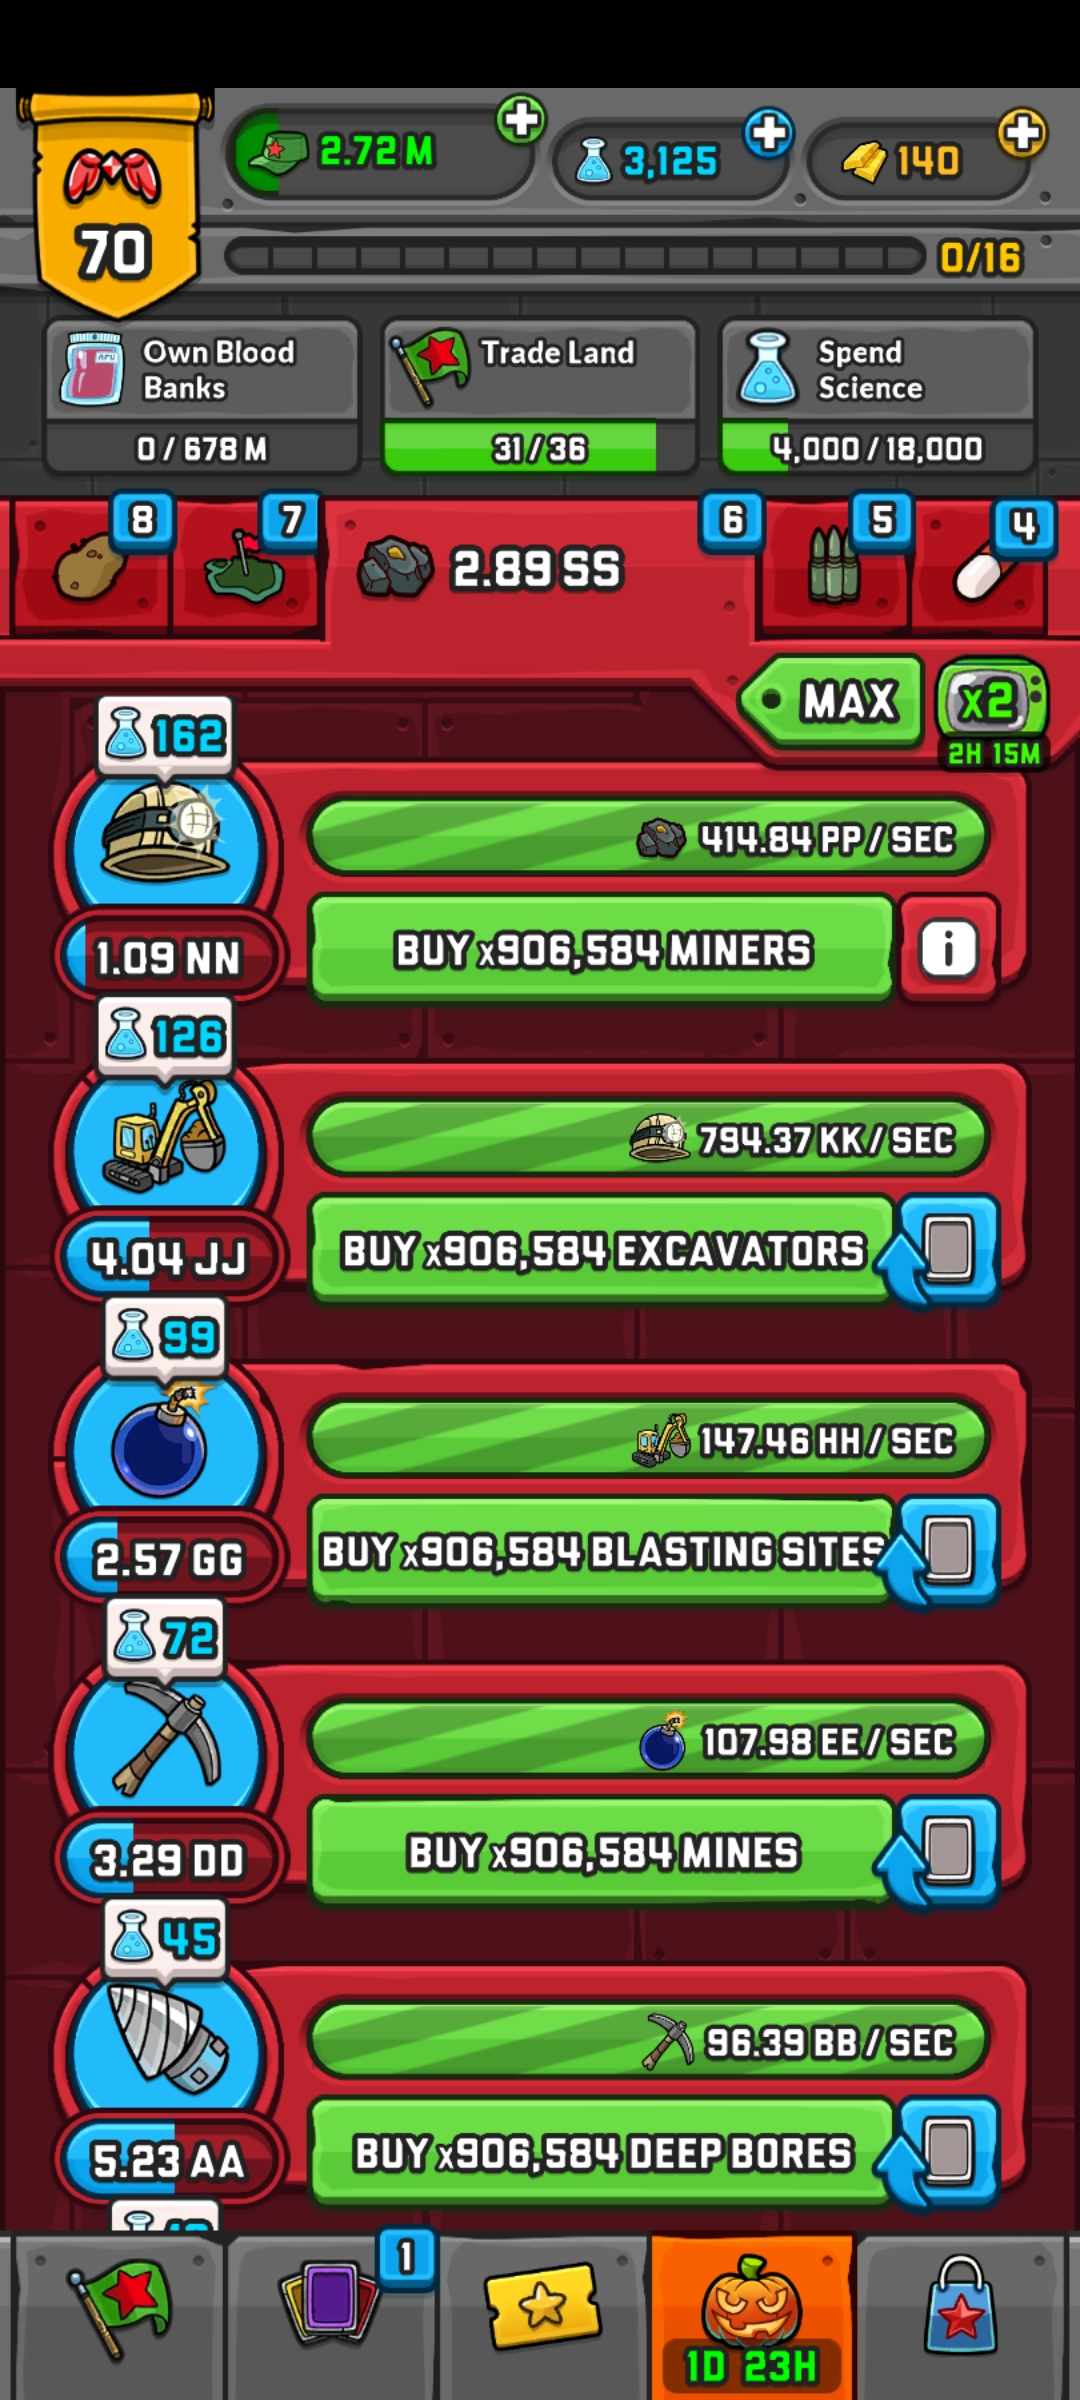 2.72 M
3,125
140
70
0/16
Own Blood Banks
0 / 678 M
Trade Land
31 / 36
Spend Science
4,000 / 18,000
8
7
2.89 SS
6
5
4
MAX
x2
2H 15M
162
414.84 PP / SEC
1.09 NN
BUY x906,584 MINERS
i
126
794.37 KK / SEC
4.04 JJ
BUY x906,584 EXCAVATORS
99
147.46 HH / SEC
2.57 GG
BUY x906,584 BLASTING SITES
72
107.98 EE / SEC
3.29 DD
BUY x906,584 MINES
45
96.39 BB / SEC
5.23 AA
BUY x906,584 DEEP BORES
1
1D 23H